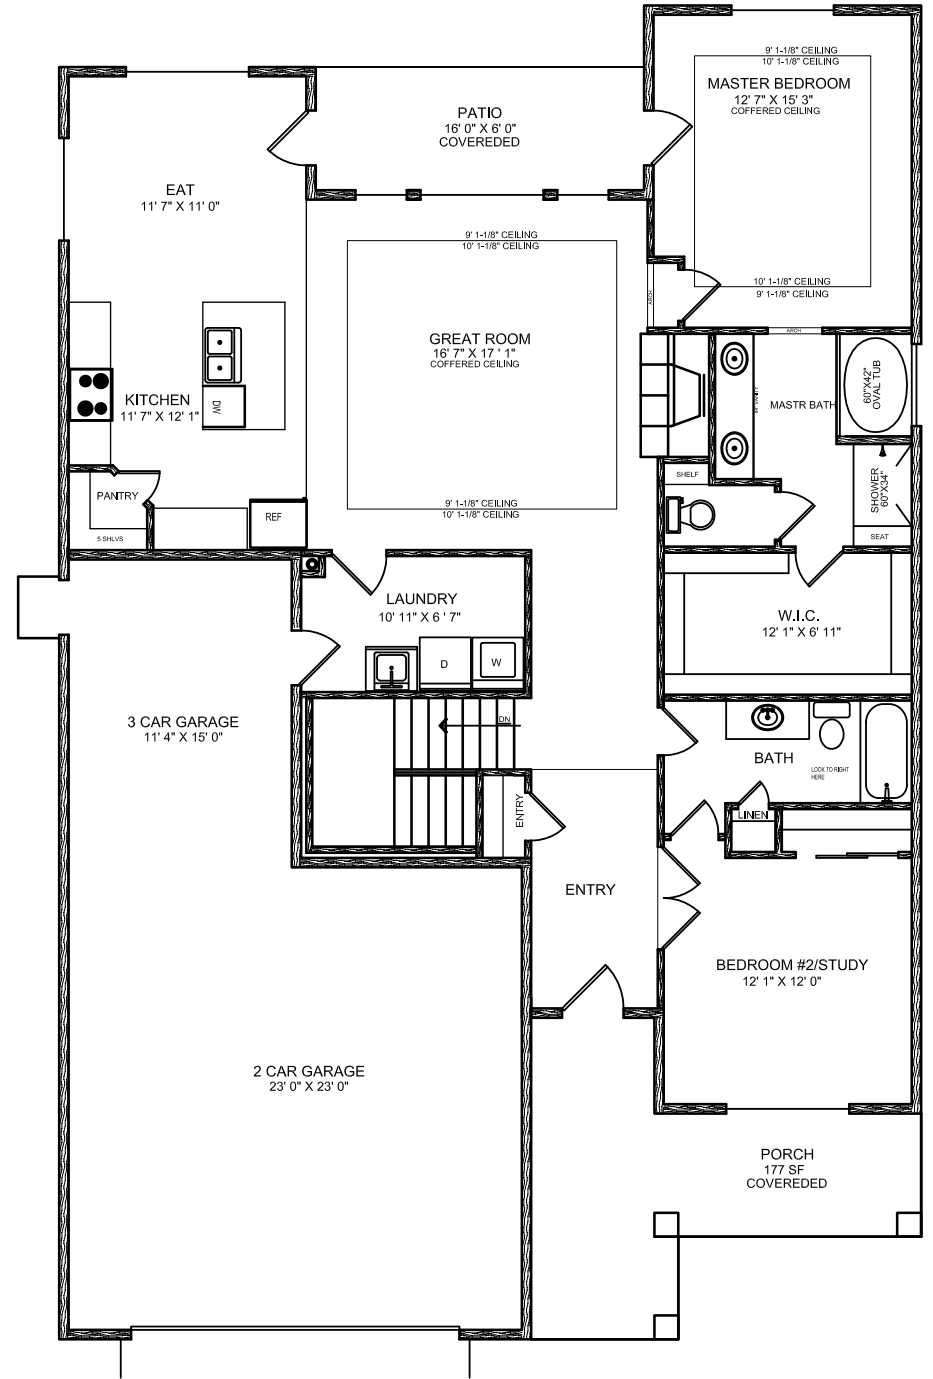 9' 1-1/8" CEILING
10' 1-1/8" CEILING
MASTER BEDROOM
12' 7" X 15' 3"
COFFERED CEILING
PATIO
16' 0" X 6' 0"
COVEREDED
EAT
11' 7" X 11' 0"
9' 1-1/8" CEILING
10' 1-1/8" CEILING
10' 1-1/8" CEILING
9' 1-1/8" CEILING
ARCH
ARCH
GREAT ROOM
16' 7" X 17 ' 1"
COFFERED CEILING
60"X42"
OVAL TUB
KITCHEN
11' 7" X 12' 1"
DW
MASTR BATH
SHELF
SHOWER
60"X34"
SEAT
PANTRY
5 SHLVS
REF
9' 1-1/8" CEILING
10' 1-1/8" CEILING
LAUNDRY
10' 11" X 6 ' 7"
D
W
W.I.C.
12' 1" X 6' 11"
3 CAR GARAGE
11' 4" X 15' 0"
DN
BATH
LOOK TO RIGHT
HERE
LINEN
ENTRY
ENTRY
BEDROOM #2/STUDY
12' 1" X 12' 0"
2 CAR GARAGE
23' 0" X 23' 0"
PORCH
177 SF
COVEREDED